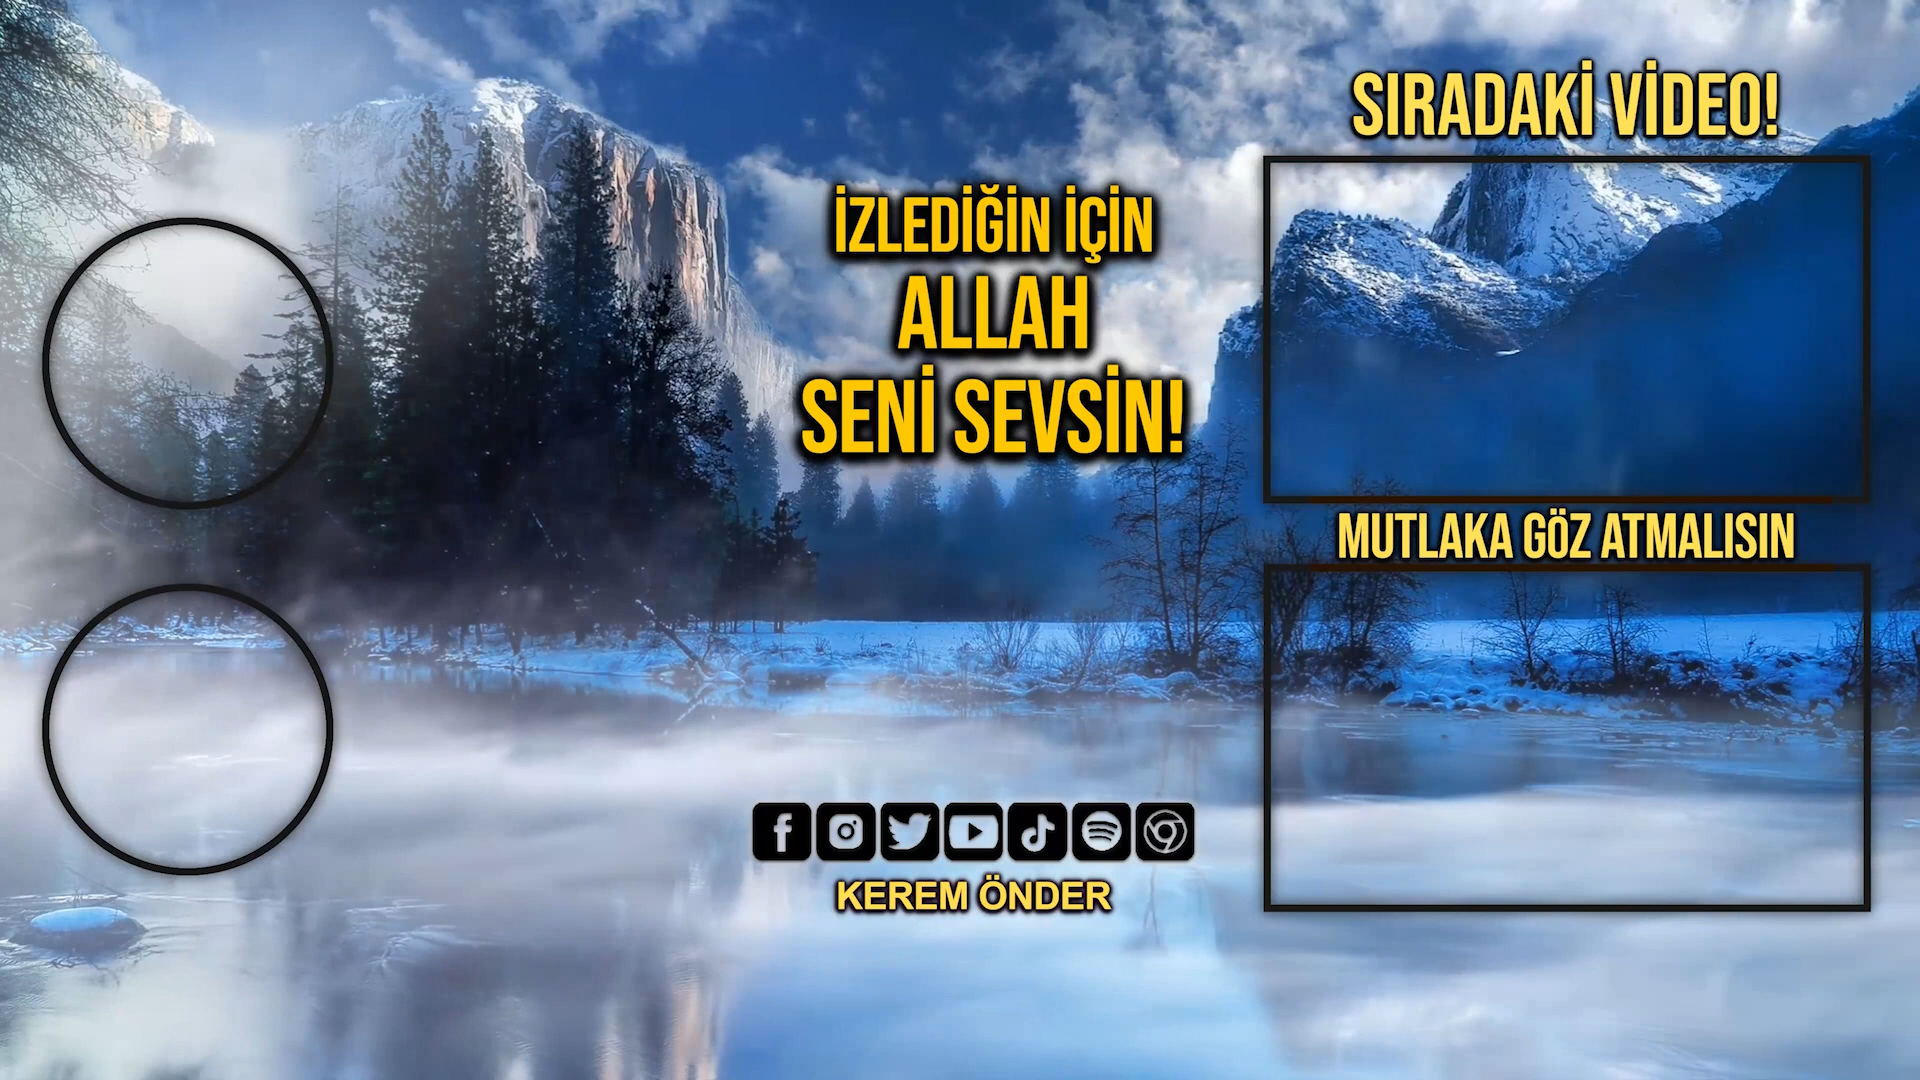 SIRADAKİ VİDEO!
İZLEDİĞİN İÇİN
ALLAH
SENİ SEVSİN!
MUTLAKA GÖZ ATMALISIN
KEREM ÖNDER